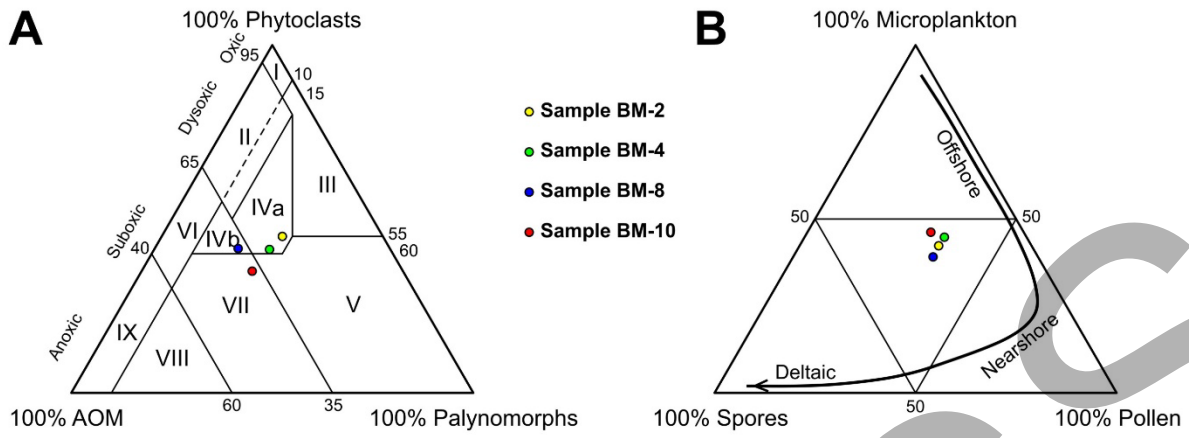 A
100% Phytoclasts
Oxic
95
I
10
15
Dysoxic
II
III
65
IVa
Suboxic
VI
IVb
55
60
40
VII
V
Anoxic
IX
VIII
100% AOM
60
35
100% Palynomorphs
Sample BM-2
Sample BM-4
Sample BM-8
Sample BM-10
B
100% Microplankton
Offshore
50
50
Nearshore
Deltaic
100% Spores
50
100% Pollen